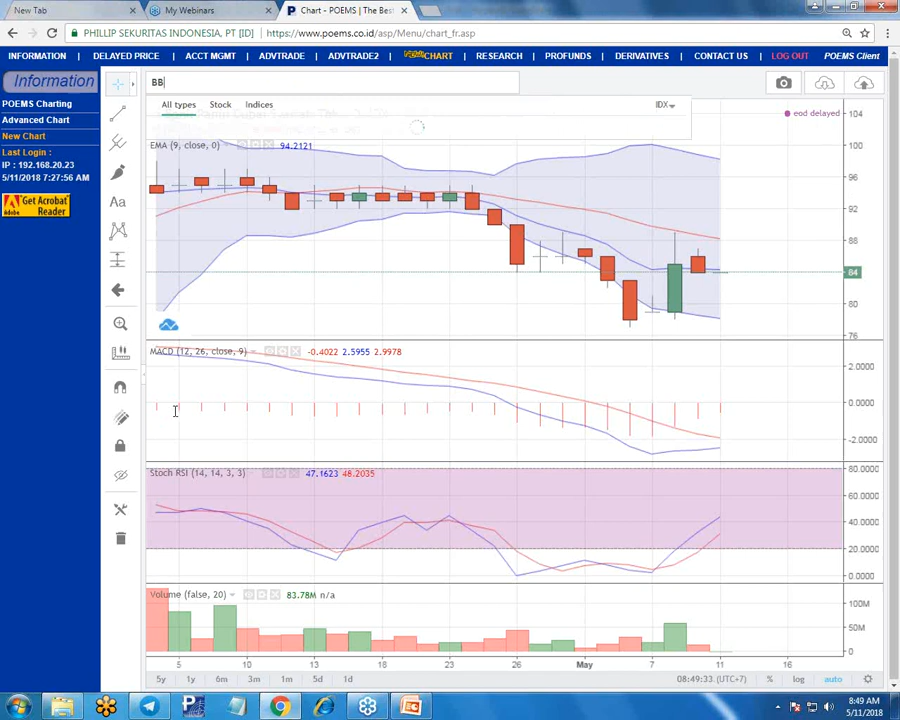 New Tab
My Webinars
Chart - POEMS | The Bes
PHILLIP SEKURITAS INDONESIA. PT [ID]
https://www.poems.co.id/asp/Menu/chart_fr.asp
INFORMATION
DELAYED PRICE
ACCT MGMT
ADVTRADE
ADVTRADE2
CHART
RESEARCH
PROFUNDS
DERIVATIVES
CONTACT US
LOG OUT
POEMS Client
Information
POEMS Charting
Advanced Chart
New Chart
Last Login :
IP : 192.168.20.23
5/11/2018 7:27:56 AM
Get Acrobat
Reader
Adobe
BB
All types
Stock
Indices
IDX
eod delayed
EMA (9, close, 0)
94.2121
104
100
96
92
88
84
80
76
MACD (12, 26, close, 9)
-0.4022 2.5955 2.9978
2.0000
0.0000
-2.0000
Stoch RSI (14, 14, 3, 3)
47.1623 48.2035
80.0000
60.0000
40.0000
20.0000
0.0000
Volume (false, 20)
83.78M n/a
100M
50M
0
5 10 13 18 23 26 May 7 11 16
5y 1y 6m 3m 1m 5d 1d
08:49:33 (UTC+7)
% log auto
8:49 AM
5/11/2018